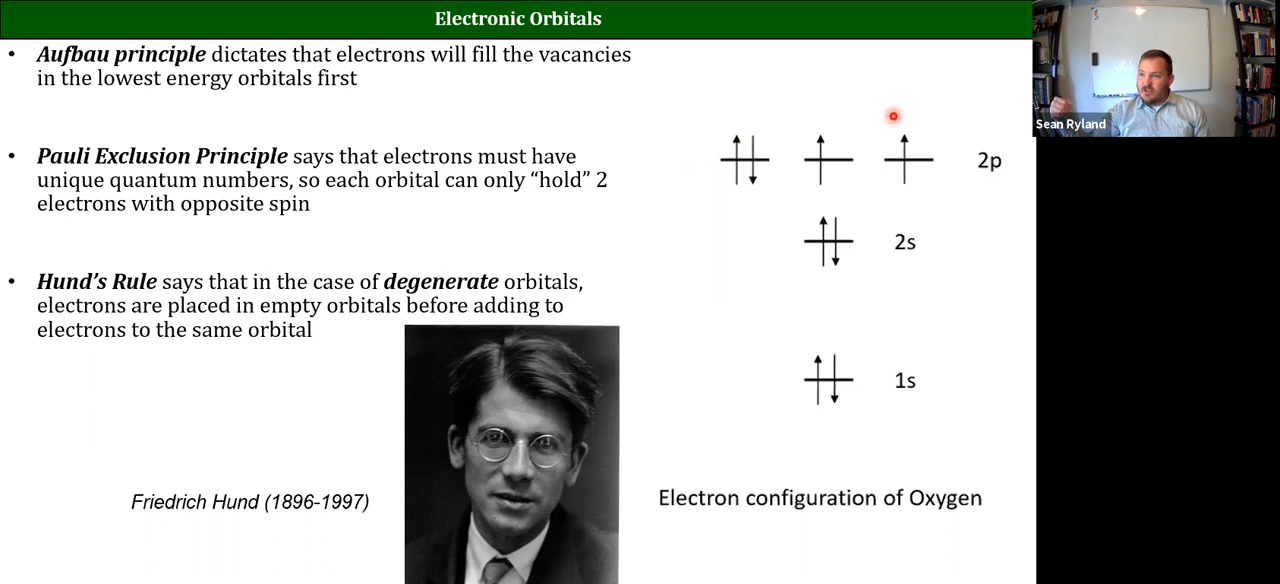 Electronic Orbitals
• Aufbau principle dictates that electrons will fill the vacancies
in the lowest energy orbitals first
• Pauli Exclusion Principle says that electrons must have
unique quantum numbers, so each orbital can only “hold” 2
electrons with opposite spin
• Hund’s Rule says that in the case of degenerate orbitals,
electrons are placed in empty orbitals before adding to
electrons to the same orbital
Friedrich Hund (1896-1997)
2p
2s
1s
Electron configuration of Oxygen
Sean Ryland